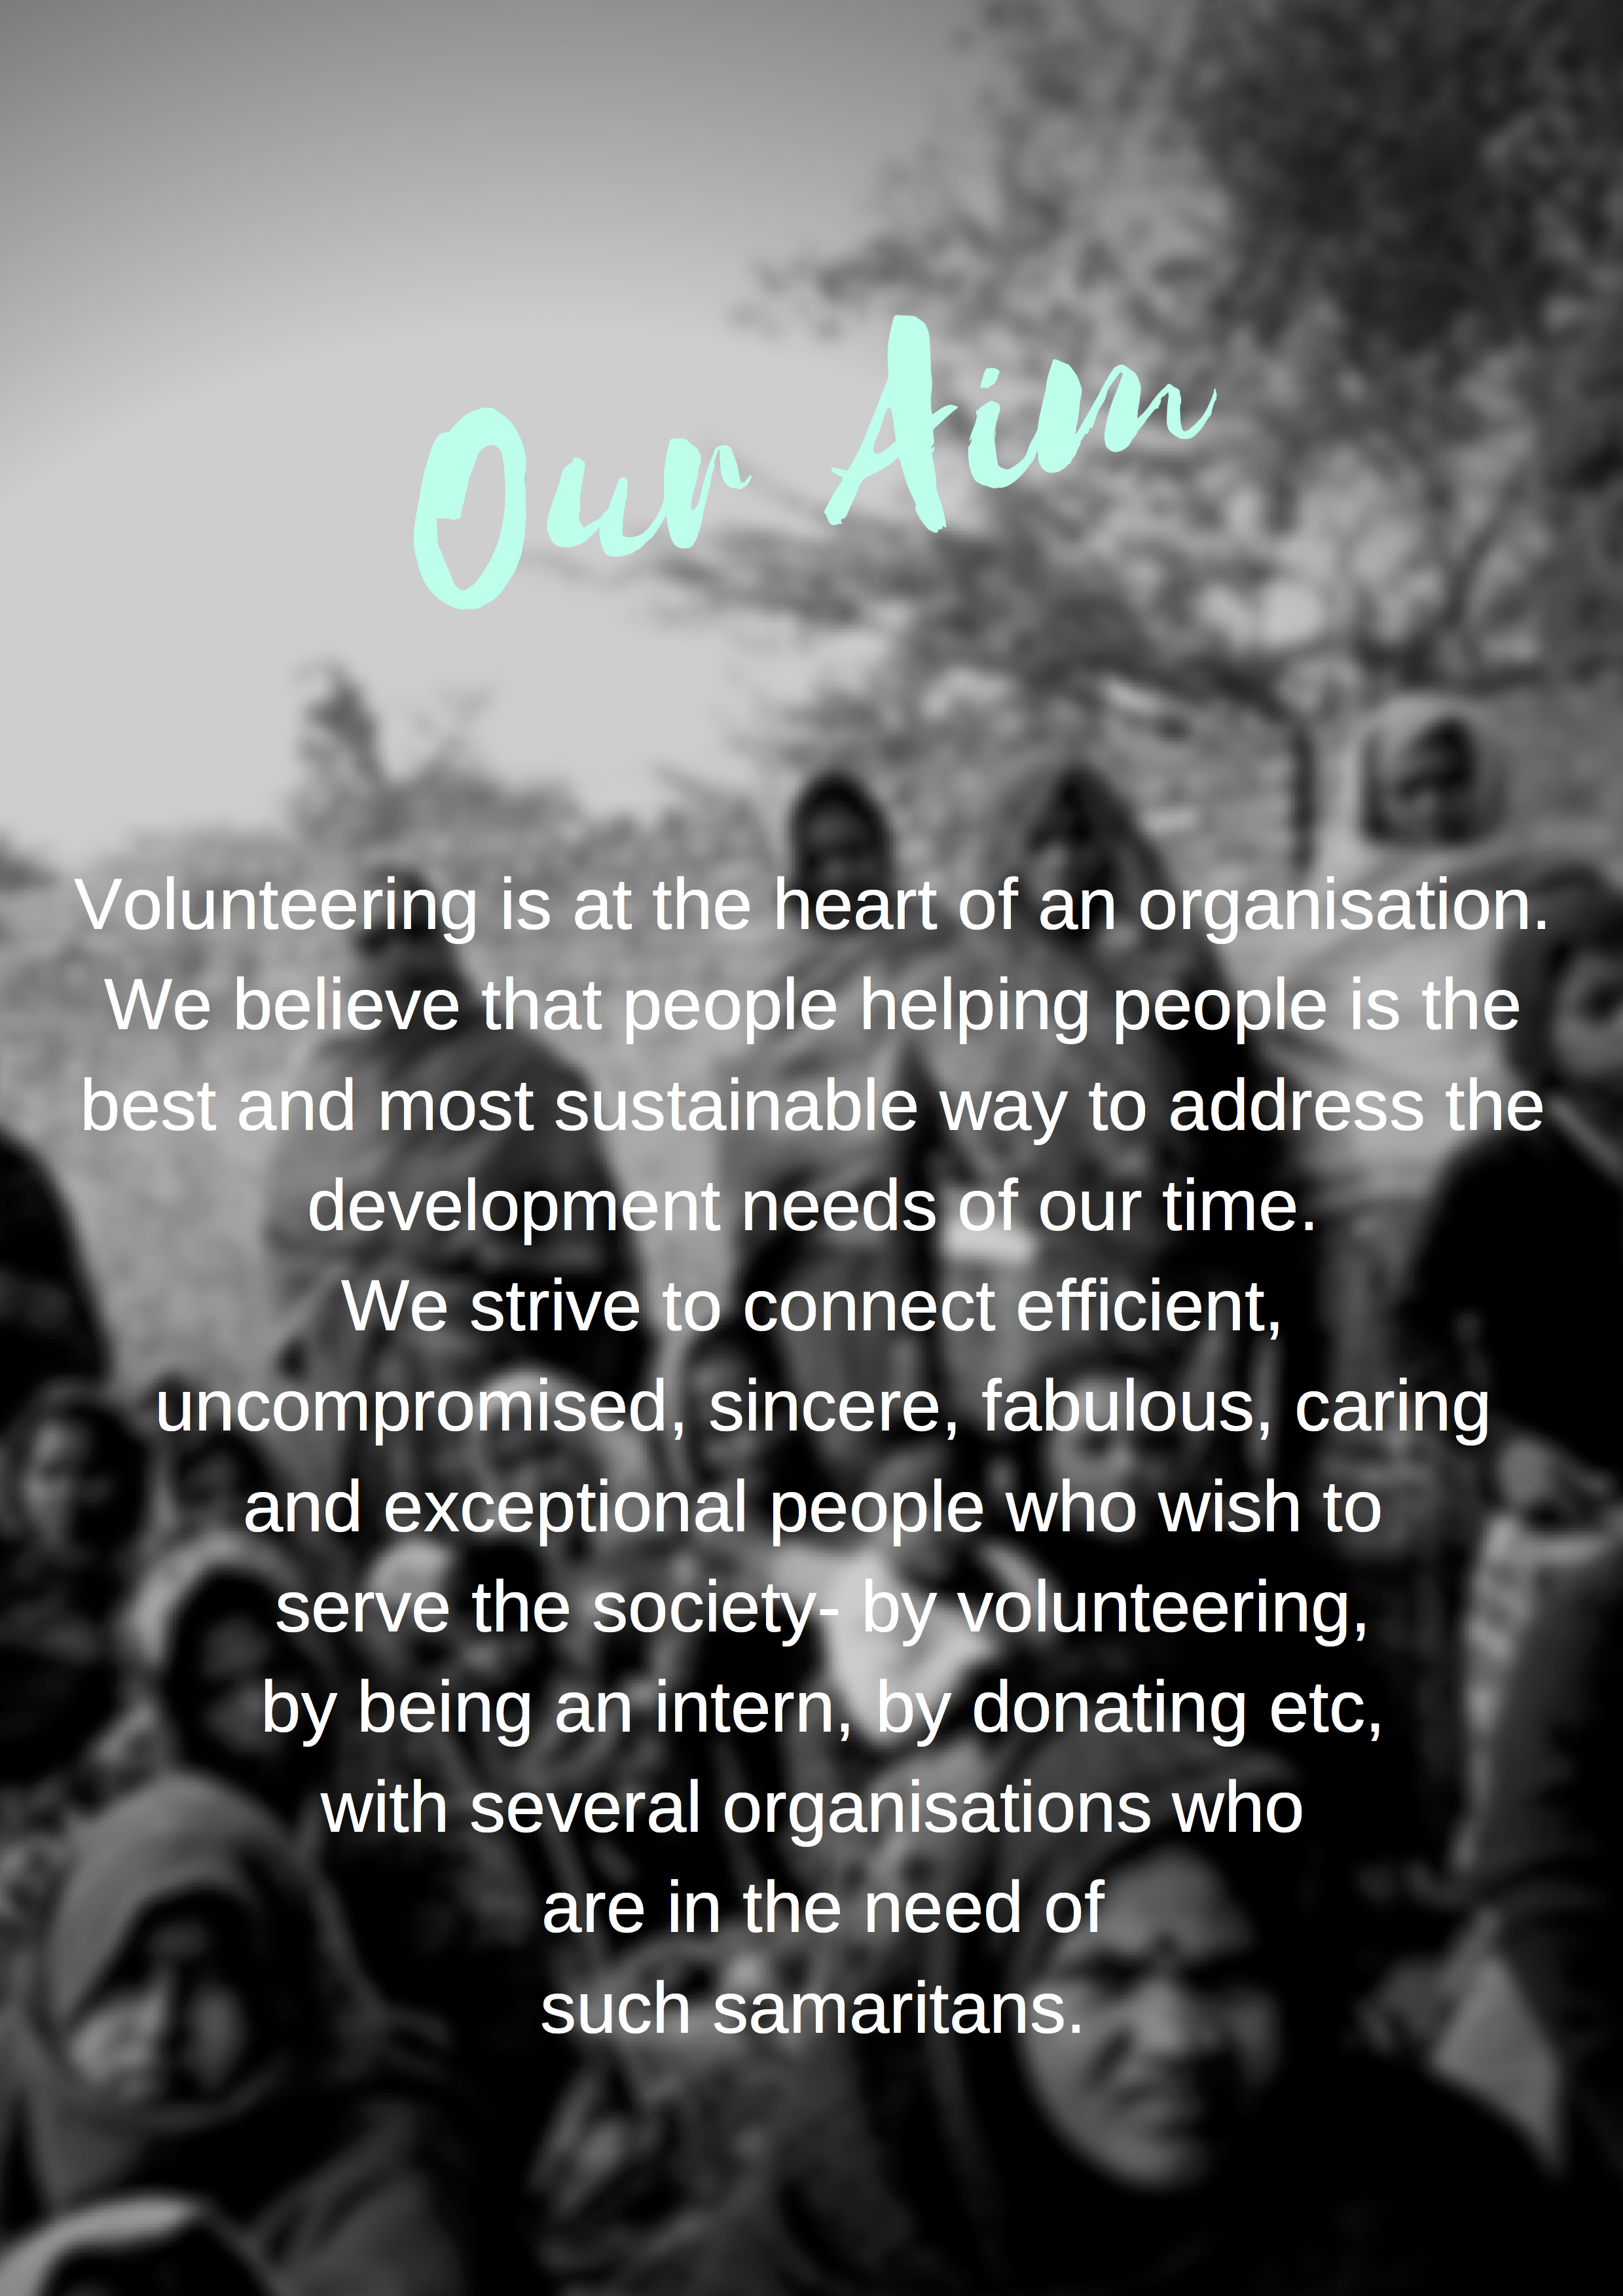 Our Aim
Volunteering is at the heart of an organisation.
We believe that people helping people is the
best and most sustainable way to address the
development needs of our time.
We strive to connect efficient,
uncompromised, sincere, fabulous, caring
and exceptional people who wish to
serve the society- by volunteering,
by being an intern, by donating etc,
with several organisations who
are in the need of
such samaritans.